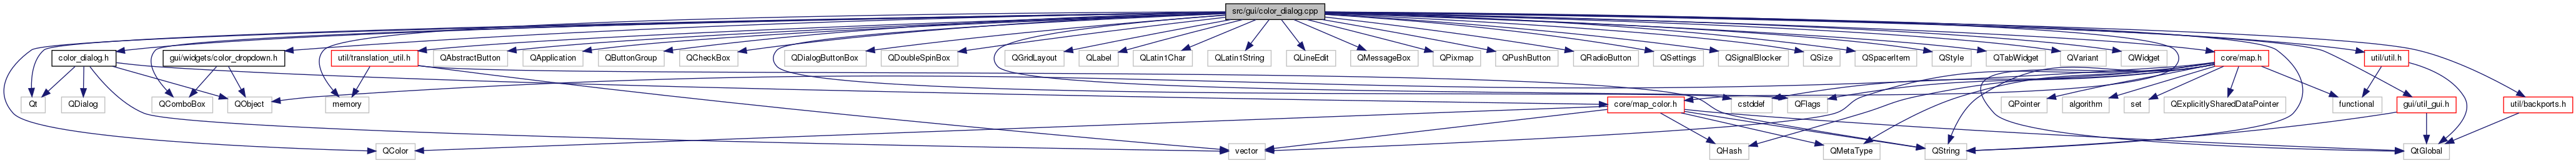 src/gui/color_dialog.cpp
color_dialog.h
gui/widgets/color_dropdown.h
util/translation_util.h
QAbstractButton
QApplication
QButtonGroup
QCheckBox
QDialogButtonBox
QDoubleSpinBox
QGridLayout
QLabel
QLatin1Char
QLatin1String
QLineEdit
QMessageBox
QPixmap
QPushButton
QRadioButton
QSettings
QSignalBlocker
QSize
QSpacerItem
QStyle
QTabWidget
QVariant
QWidget
core/map.h
util/util.h
Qt
QDialog
QComboBox
QObject
memory
core/map_color.h
cstddef
QFlags
QPointer
algorithm
set
QExplicitlySharedDataPointer
functional
gui/util_gui.h
util/backports.h
QColor
vector
QHash
QMetaType
QString
QtGlobal